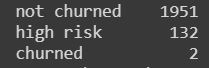 not churned 1951
high risk 132
churned 2